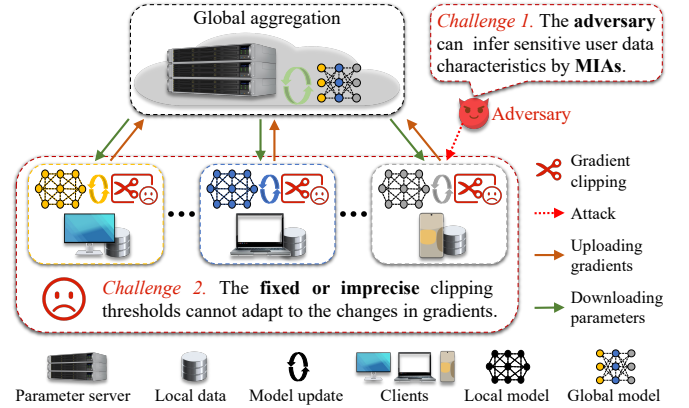 Global aggregation
Challenge 1. The adversary
can infer sensitive user data
characteristics by MIAs.
Adversary
Gradient
clipping
Attack
Uploading
gradients
Downloading
parameters
Challenge 2. The fixed or imprecise clipping
thresholds cannot adapt to the changes in gradients.
Parameter server
Local data
Model update
Clients
Local model
Global model